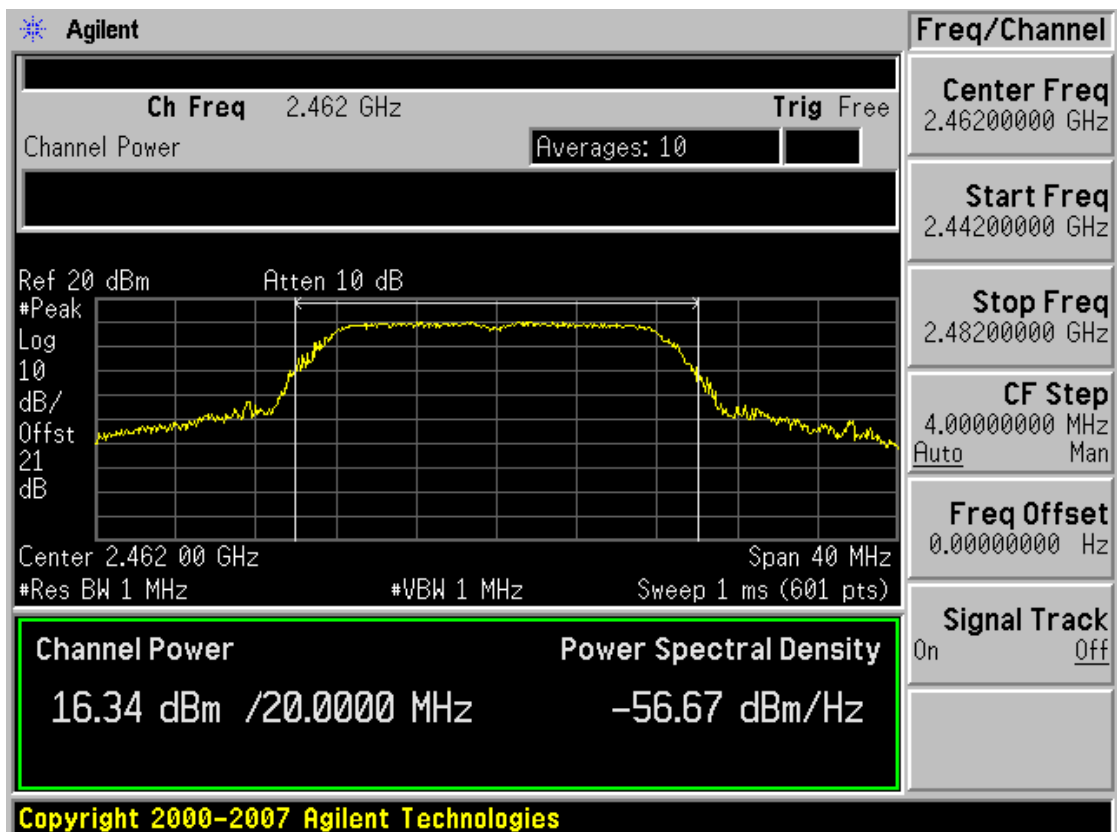 Agilent
Freq/Channel
Ch Freq 2.462 GHz Trig Free
Channel Power Averages: 10
Ref 20 dBm Atten 10 dB
#Peak
Log
10
dB/
Offst
21
dB
Center 2.462 00 GHz Span 40 MHz
#Res BW 1 MHz #VBW 1 MHz Sweep 1 ms (601 pts)
Channel Power Power Spectral Density
16.34 dBm /20.0000 MHz -56.67 dBm/Hz
Center Freq
2.46200000 GHz
Start Freq
2.44200000 GHz
Stop Freq
2.48200000 GHz
CF Step
4.00000000 MHz
Auto Man
Freq Offset
0.00000000 Hz
Signal Track
On Off
Copyright 2000-2007 Agilent Technologies